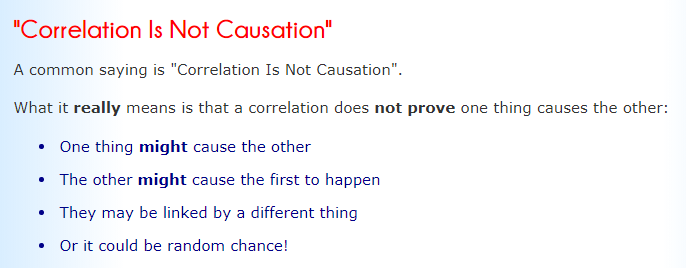 "Correlation Is Not Causation"
A common saying is "Correlation Is Not Causation".
What it really means is that a correlation does not prove one thing causes the other:
• One thing might cause the other
• The other might cause the first to happen
• They may be linked by a different thing
• Or it could be random chance!